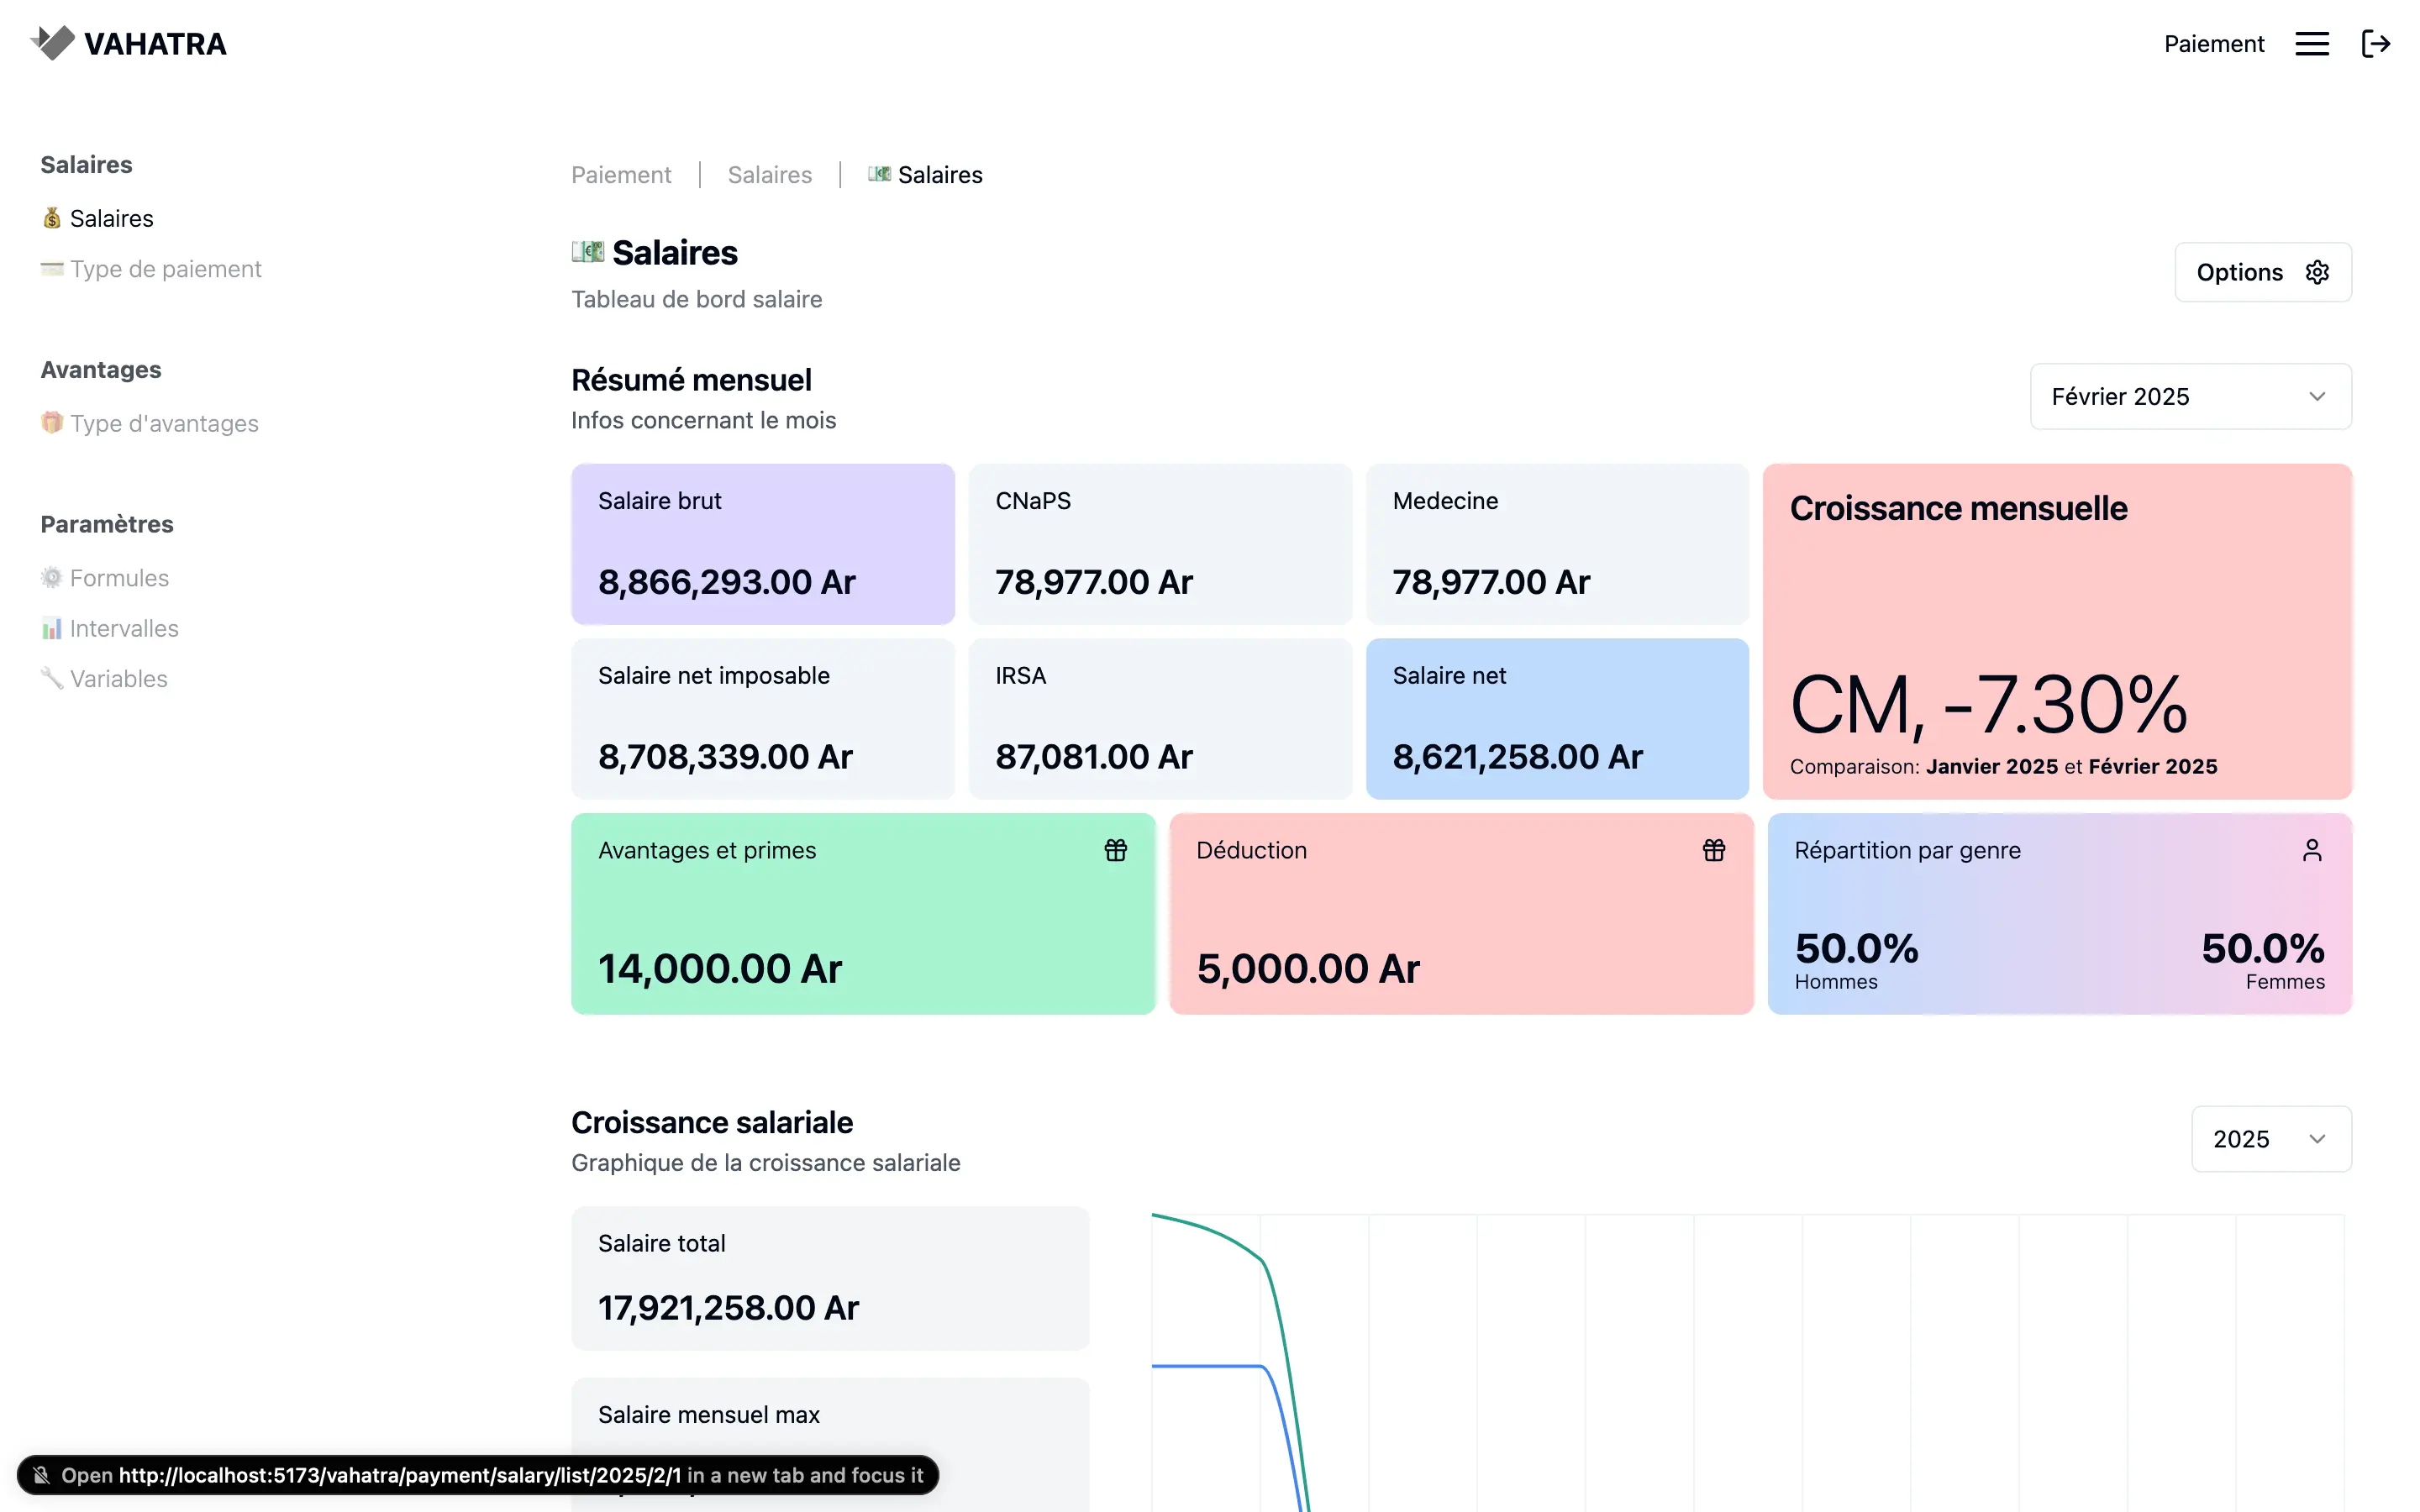 VAHATRA
Paiement
Salaires
Salaires
Type de paiement
Avantages
Type d'avantages
Paramètres
Formules
Intervalles
Variables
Paiement | Salaires | Salaires
Salaires
Tableau de bord salaire
Options
Résumé mensuel
Infos concernant le mois
Février 2025
Salaire brut
8,866,293.00 Ar
CNaPS
78,977.00 Ar
Medecine
78,977.00 Ar
Croissance mensuelle
CM, -7.30%
Comparaison: Janvier 2025 et Février 2025
Salaire net imposable
8,708,339.00 Ar
IRSA
87,081.00 Ar
Salaire net
8,621,258.00 Ar
Avantages et primes
14,000.00 Ar
Déduction
5,000.00 Ar
Répartition par genre
50.0%
Hommes
50.0%
Femmes
Croissance salariale
Graphique de la croissance salariale
2025
Salaire total
17,921,258.00 Ar
Salaire mensuel max
Open http://localhost:5173/vahatra/payment/salary/list/2025/2/1 in a new tab and focus it